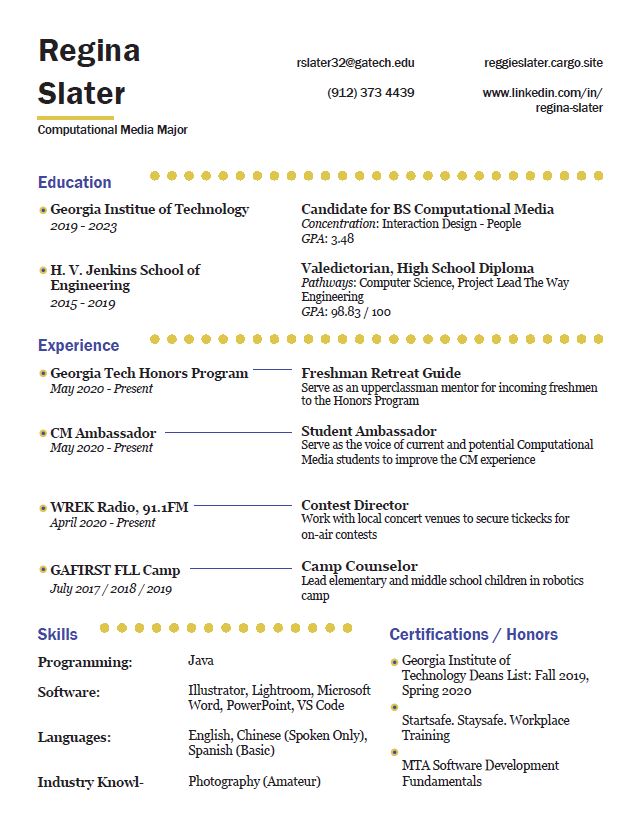 Regina
Slater
Computational Media Major
rslater32@gatech.edu
(912) 373 4439
reggieslater.cargo.site
www.linkedin.com/in/
regina-slater
Education
Georgia Institue of Technology
2019 - 2023
Candidate for BS Computational Media
Concentration: Interaction Design - People
GPA: 3.48
H. V. Jenkins School of
Engineering
2015 - 2019
Valedictorian, High School Diploma
Pathways: Computer Science, Project Lead The Way
Engineering
GPA: 98.83 / 100
Experience
Georgia Tech Honors Program
May 2020 - Present
Freshman Retreat Guide
Serve as an upperclassman mentor for incoming freshmen
to the Honors Program
CM Ambassador
May 2020 - Present
Student Ambassador
Serve as the voice of current and potential Computational
Media students to improve the CM experience
WREK Radio, 91.1FM
April 2020 - Present
Contest Director
Work with local concert venues to secure tickecks for
on-air contests
GAFIRST FLL Camp
July 2017 / 2018 / 2019
Camp Counselor
Lead elementary and middle school children in robotics
camp
Skills
Programming:
Java
Software:
Illustrator, Lightroom, Microsoft
Word, PowerPoint, VS Code
Languages:
English, Chinese (Spoken Only),
Spanish (Basic)
Industry Knowl-
Photography (Amateur)
Certifications / Honors
Georgia Institute of
Technology Deans List: Fall 2019,
Spring 2020
Startsafe. Staysafe. Workplace
Training
MTA Software Development
Fundamentals